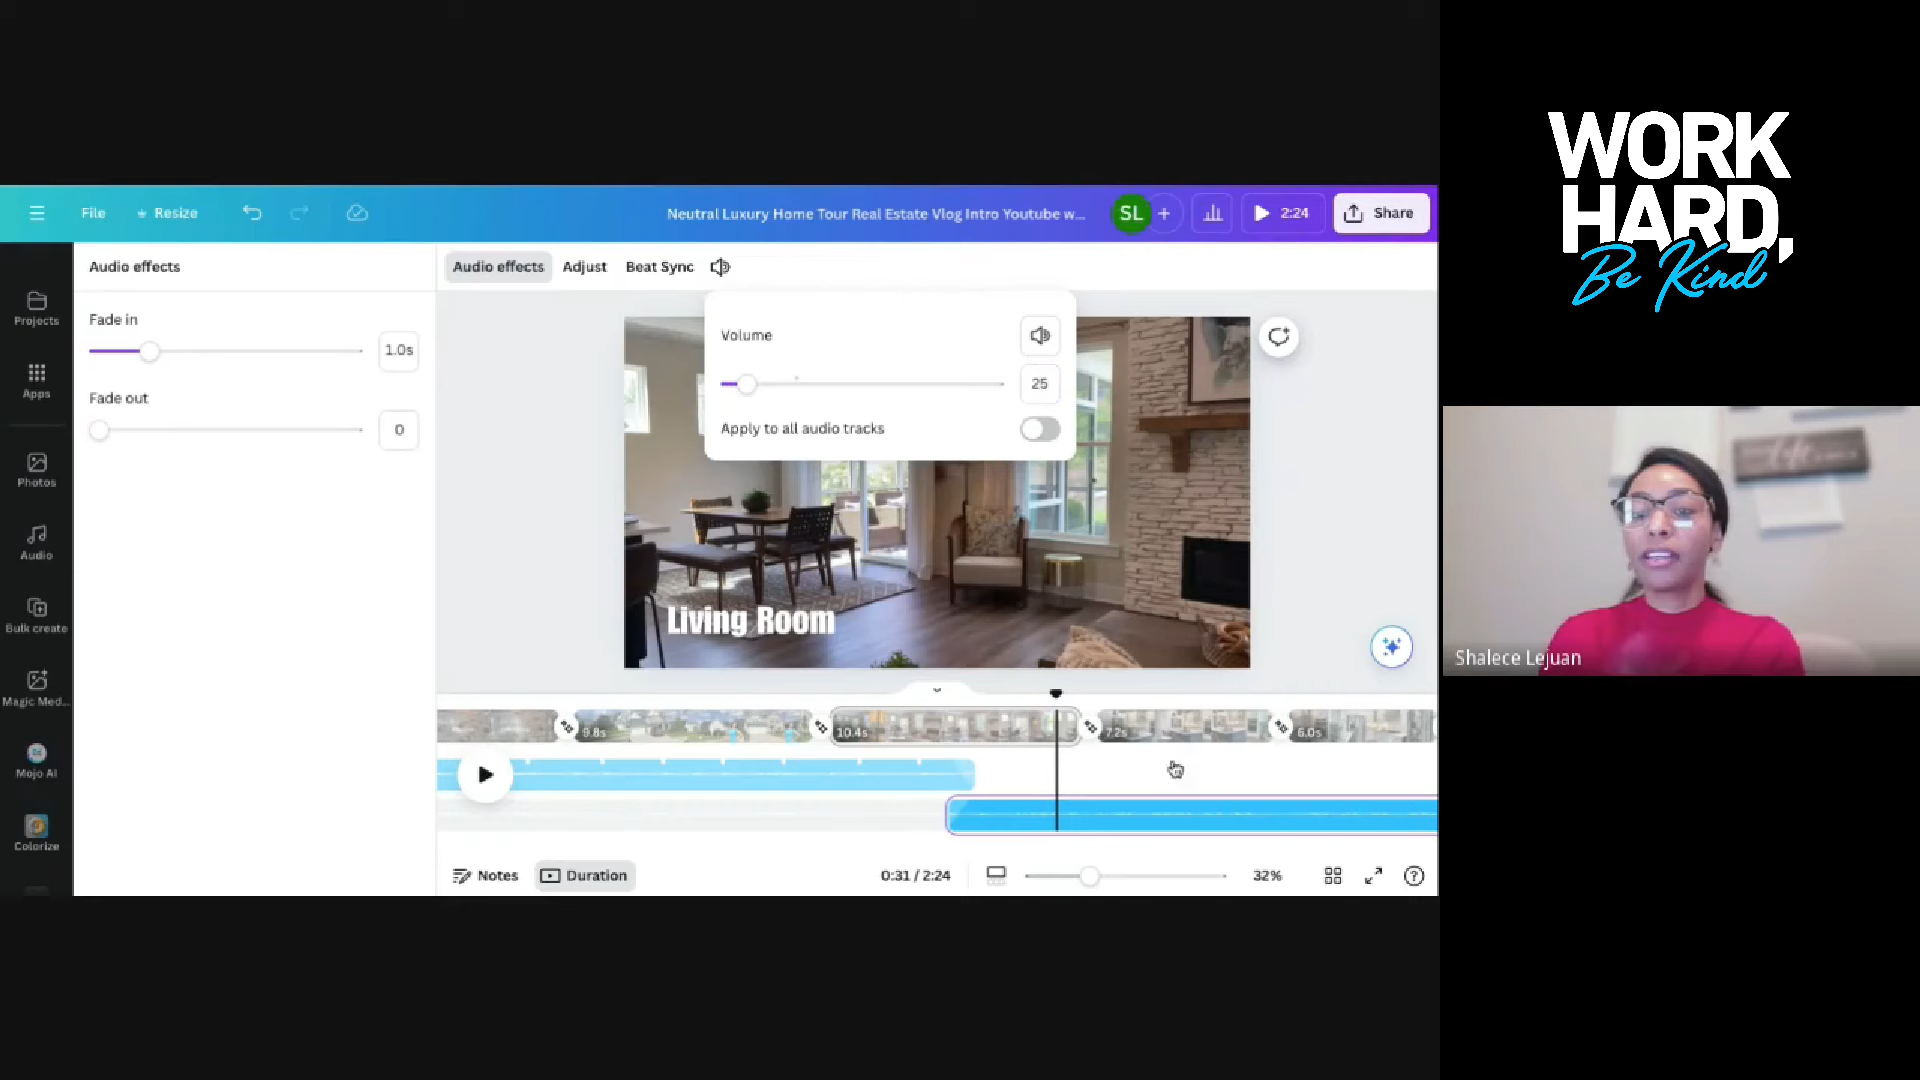 WORK
HARD,
Be Kind
File
Resize
Neutral Luxury Home Tour Real Estate Vlog Intro Youtube w...
SL
+
2:24
Share
Audio effects
Audio effects
Adjust
Beat Sync
Projects
Apps
Photos
Audio
Bulk create
Magic Med...
Mojo AI
Colorize
Fade in
1.0s
Fade out
0
Volume
25
Apply to all audio tracks
Living Room
Shalece Lejuan
9.8s
10.4s
7.2s
6.0s
Notes
Duration
0:31 / 2:24
32%
?